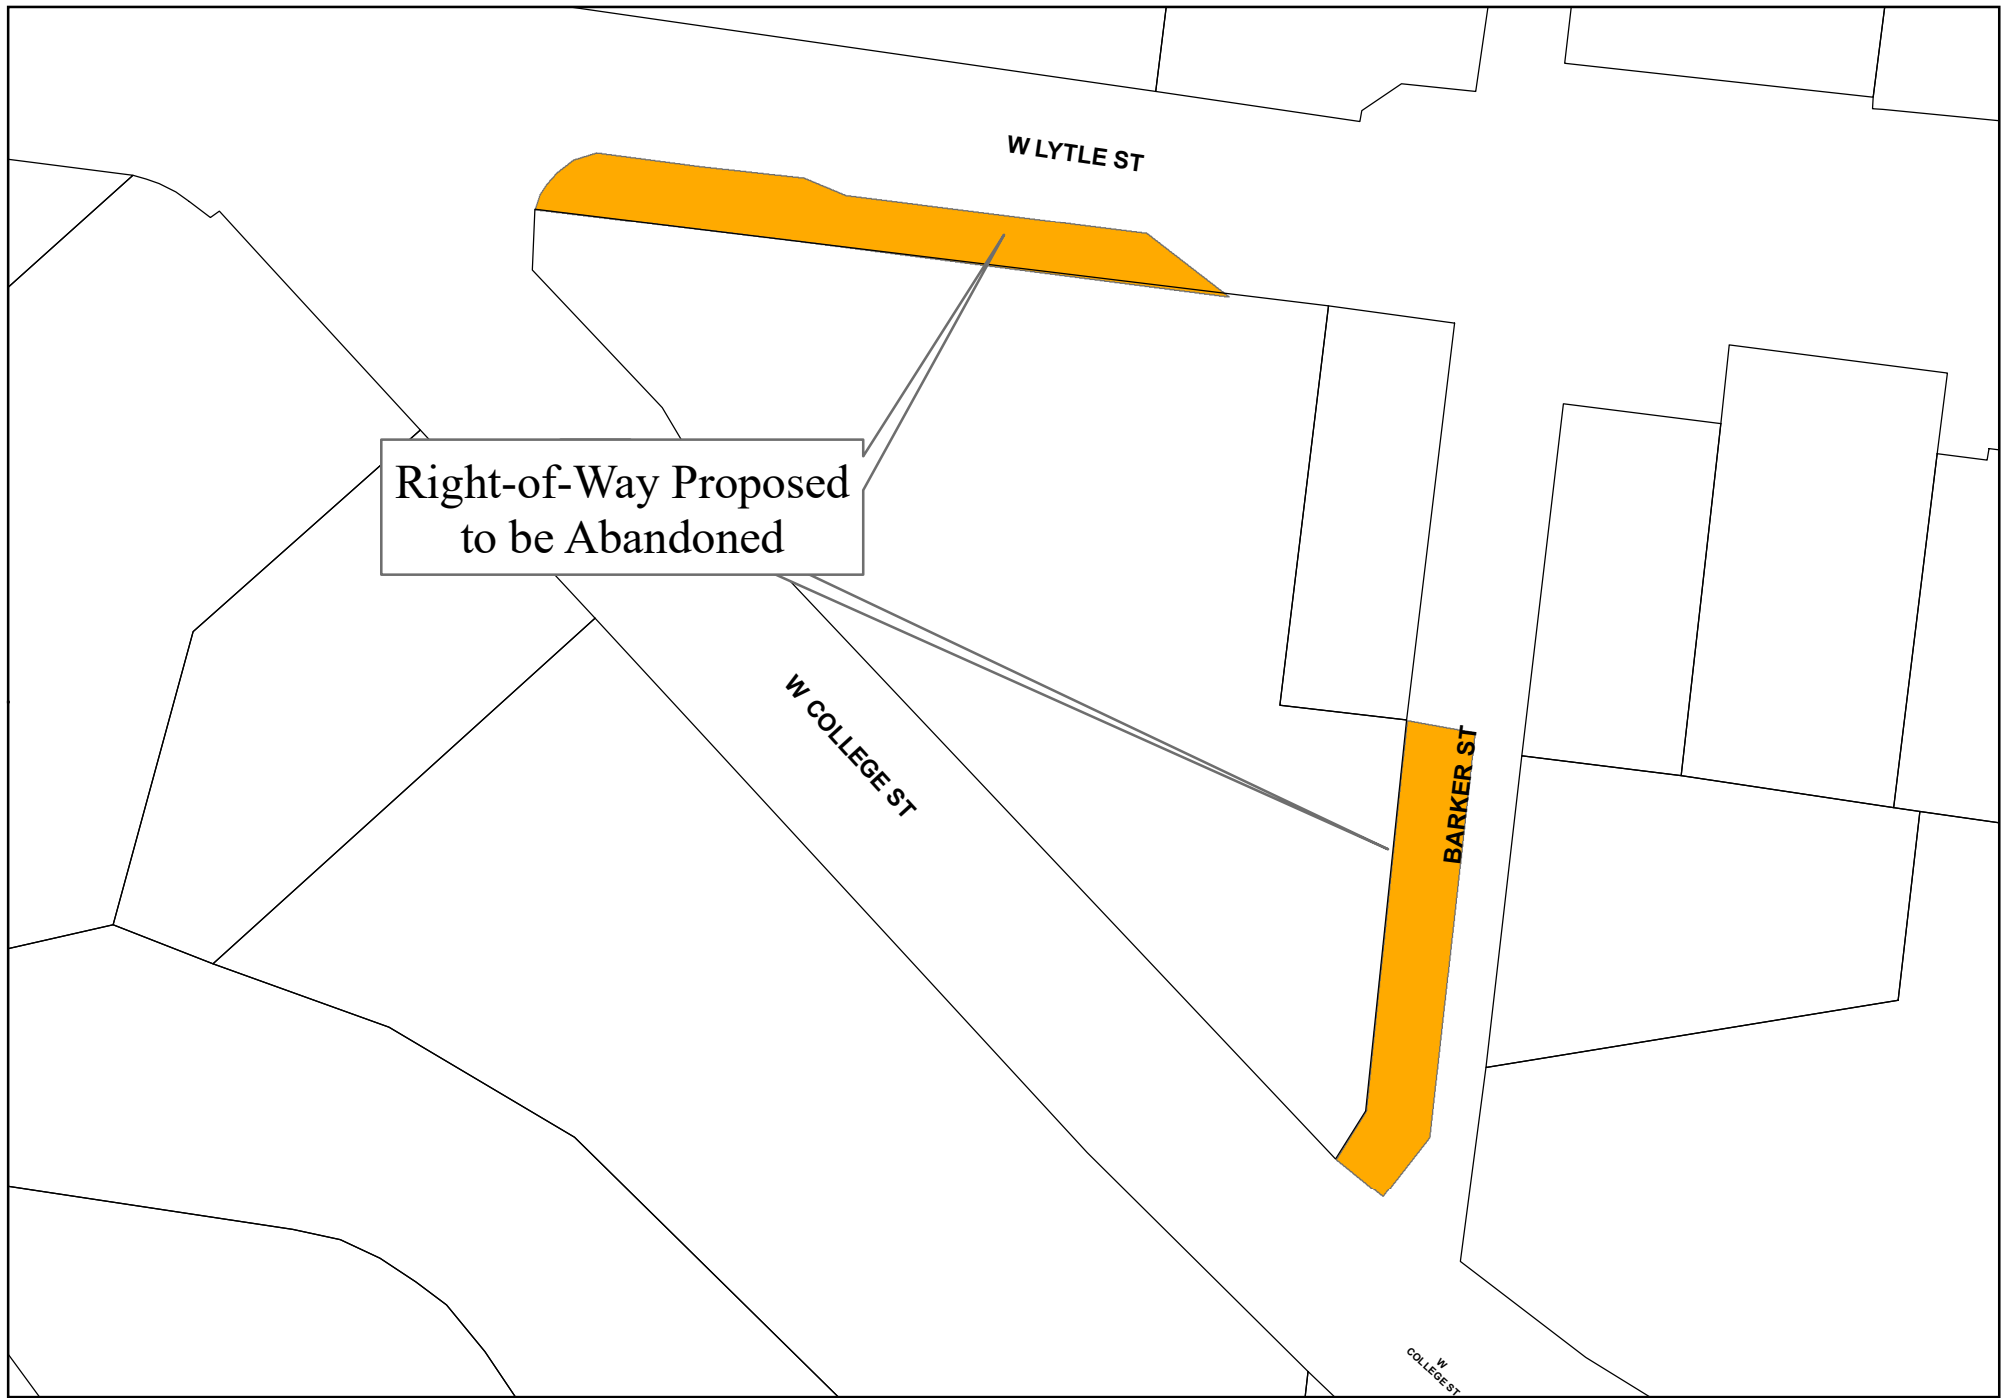 W LYTLE ST
Right-of-Way Proposed
to be Abandoned
W COLLEGE ST
BARKER ST
W
COLLEGE ST